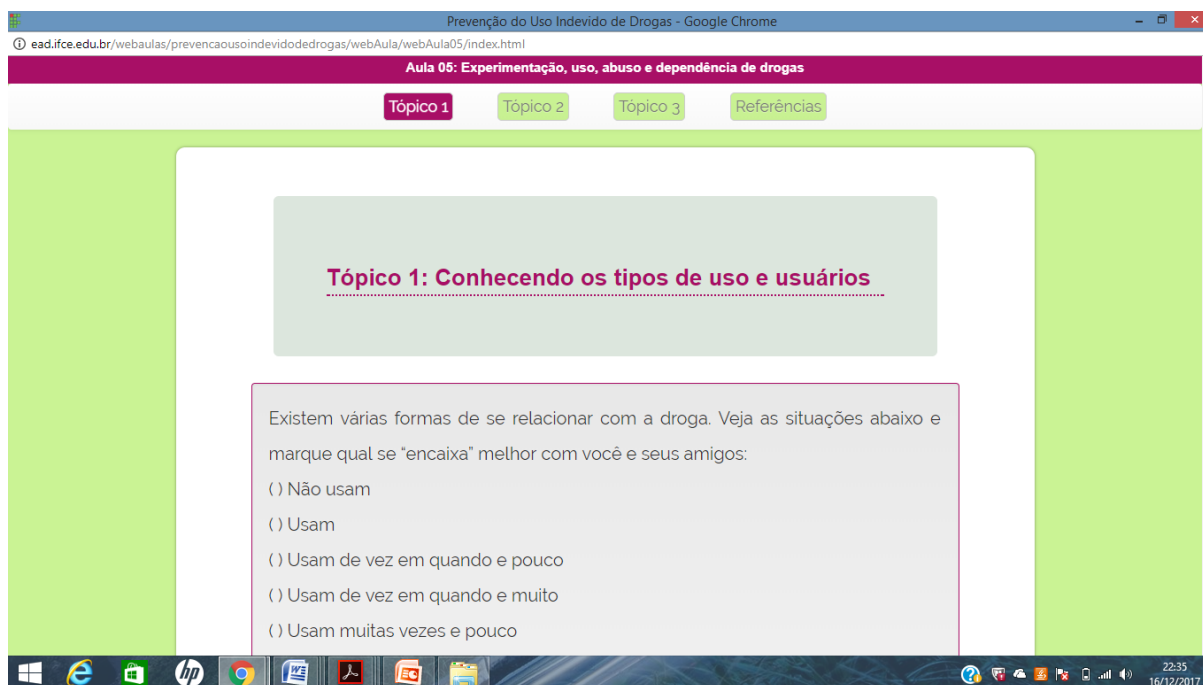 Prevenção do Uso Indevido de Drogas - Google Chrome
ead.ifce.edu.br/webaulas/prevencaousoindevidodedrogas/webAula/webAula05/index.html
Aula 05: Experimentação, uso, abuso e dependência de drogas
Tópico 1 Tópico 2 Tópico 3 Referências
Tópico 1: Conhecendo os tipos de uso e usuários
Existem várias formas de se relacionar com a droga. Veja as situações abaixo e
marque qual se “encaixa” melhor com você e seus amigos:
( ) Não usam
( ) Usam
( ) Usam de vez em quando e pouco
( ) Usam de vez em quando e muito
( ) Usam muitas vezes e pouco
hp
22:35
16/12/2017